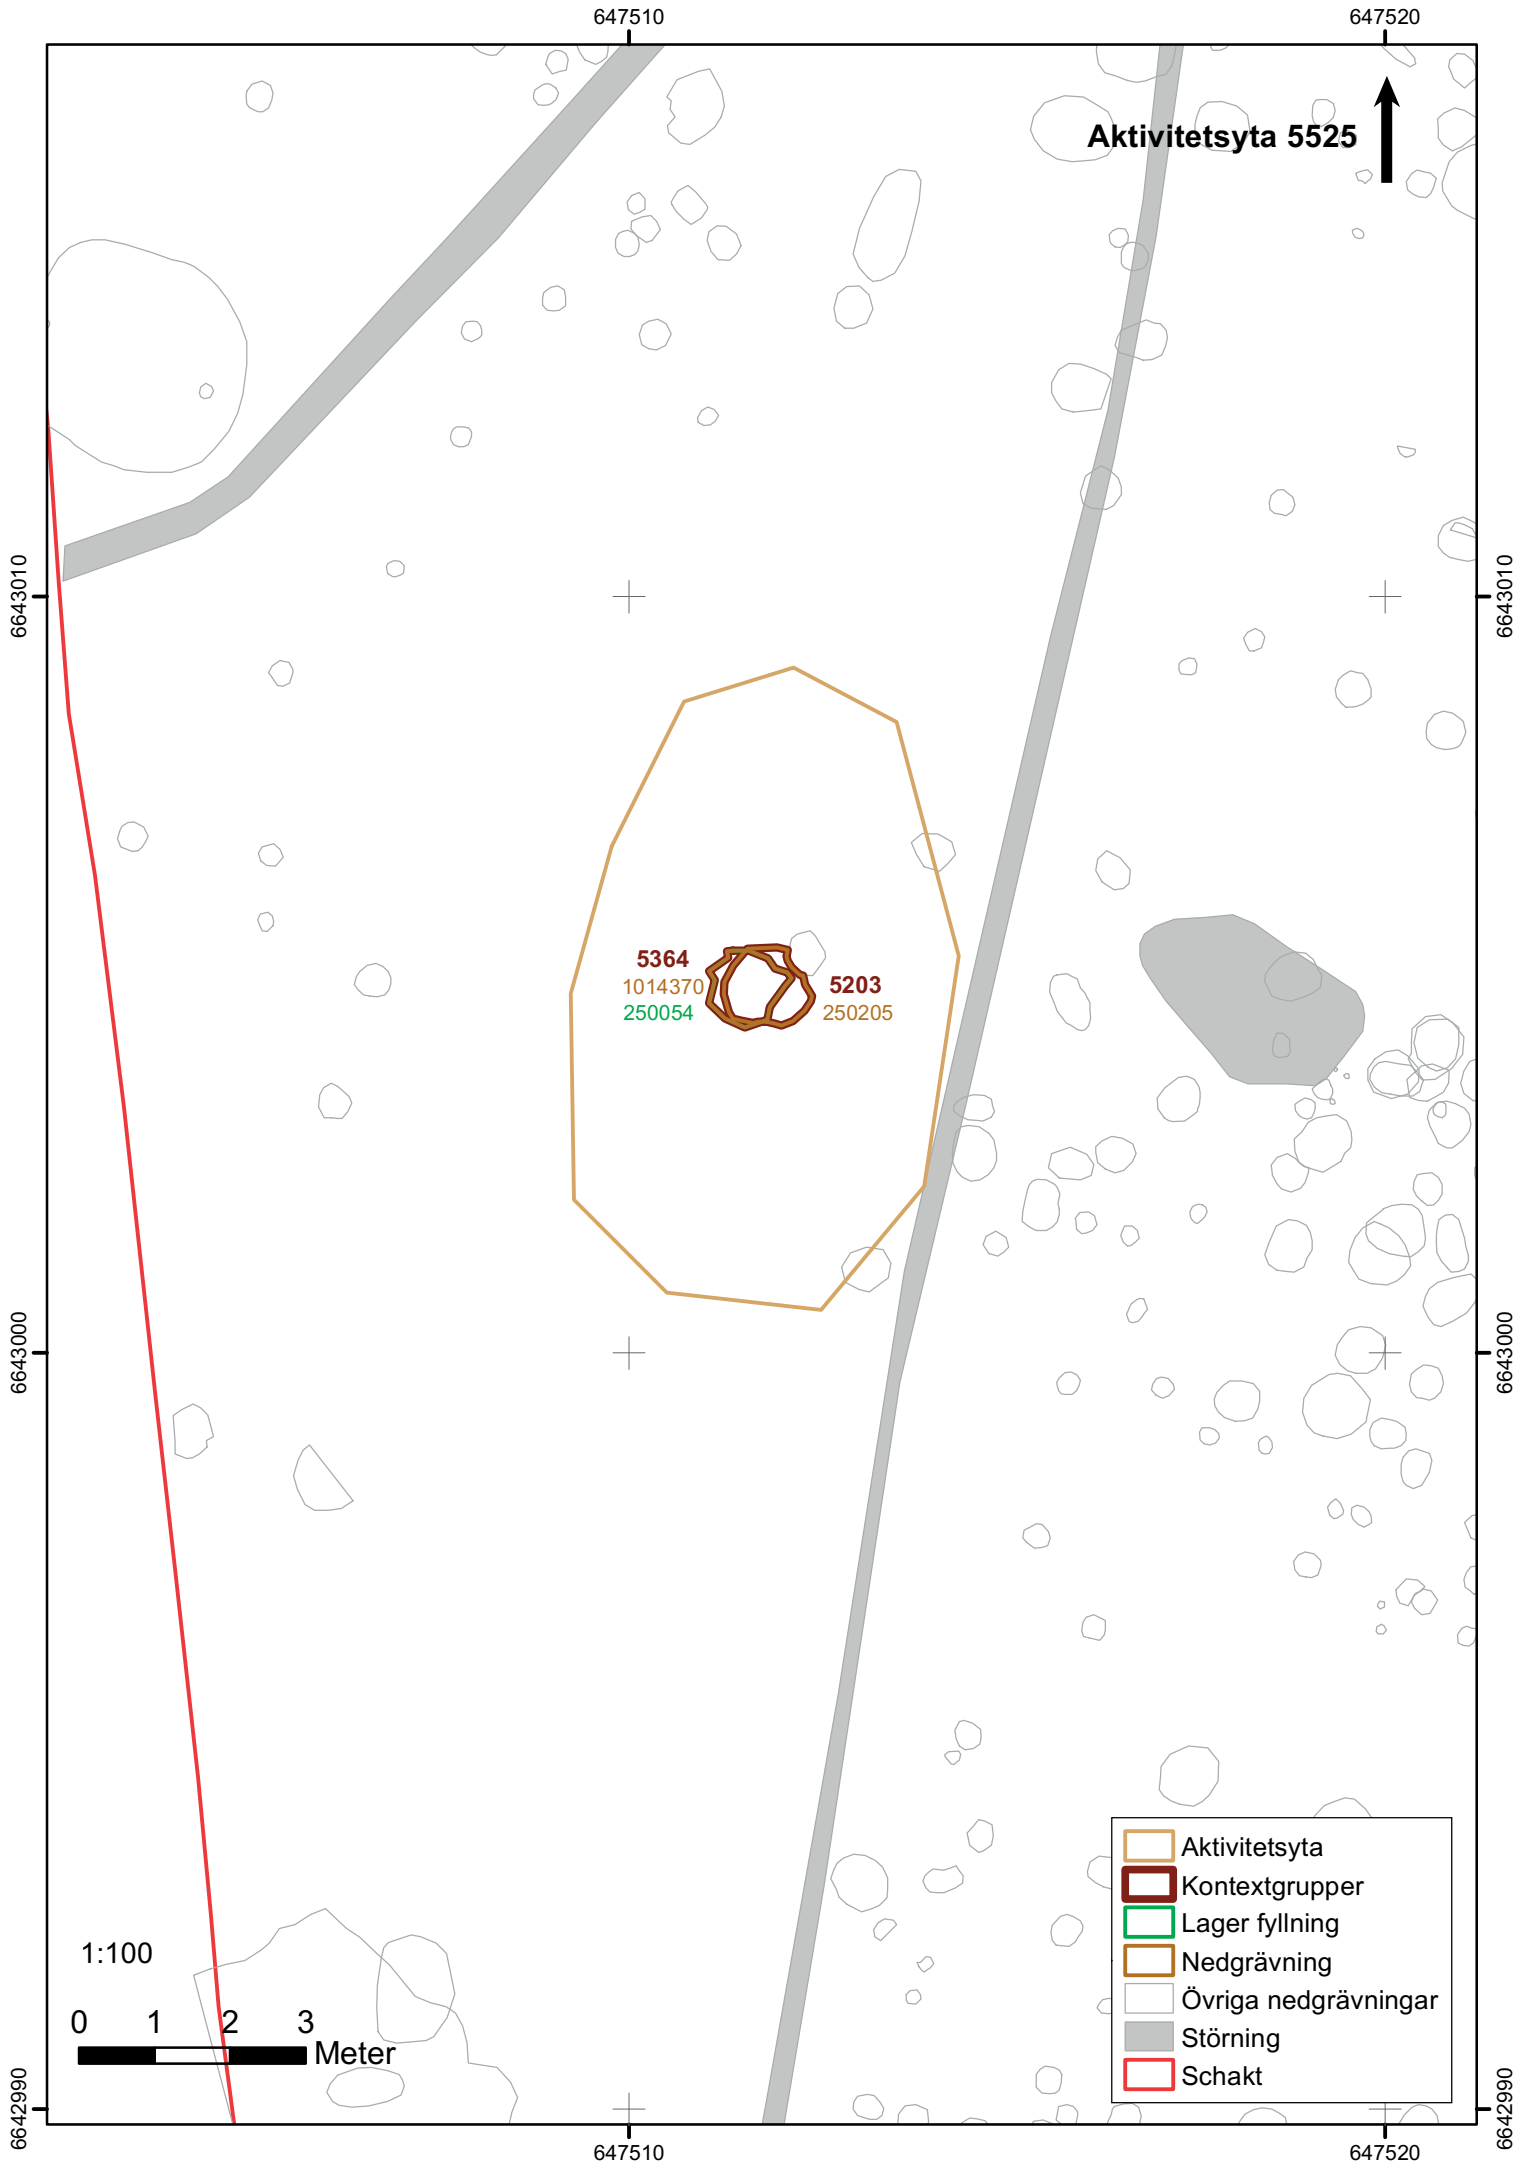 647510
647520
Aktivitetsyta 5525
6643010
6643010
5364
1014370
250054
5203
250205
6643000
6643000
Aktivitetsyta
Kontextgrupper
Lager fyllning
Nedgrävning
Övriga nedgrävningar
Störning
Schakt
1:100
0 1 2 3
Meter
6642990
6642990
647510
647520